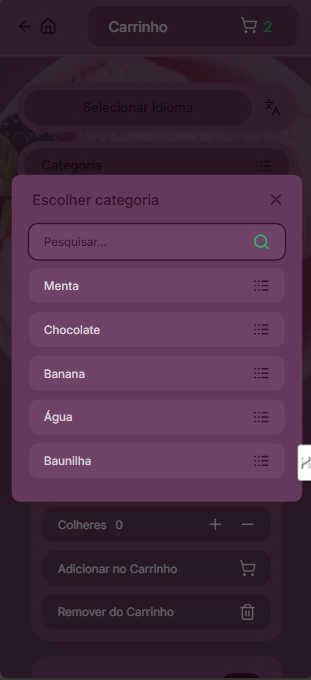 Carrinho 2
Selecionar Idioma
Categoria
Escolher categoria
Pesquisar...
Menta
Chocolate
Banana
Água
Baunilha
Colheres 0
Adicionar no Carrinho
Remover do Carrinho